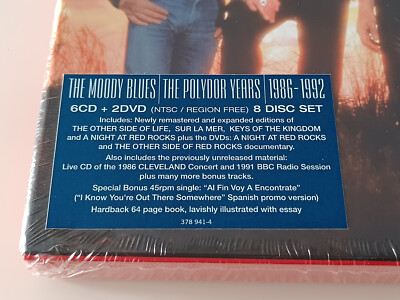 THE MOODY BLUES | THE POLYDOR YEARS | 1986-1992
6CD + 2DVD (NTSC / REGION FREE) 8 DISC SET
Includes: Newly remastered and expanded editions of
THE OTHER SIDE OF LIFE, SUR LA MER, KEYS OF THE KINGDOM
and A NIGHT AT RED ROCKS plus the DVDs: A NIGHT AT RED ROCKS
and THE OTHER SIDE OF RED ROCKS documentary.
Also includes the previously unreleased material:
Live CD of the 1986 CLEVELAND Concert and 1991 BBC Radio Session
plus many more bonus tracks.
Special Bonus 45rpm single: "Al Fin Voy A Encontrate"
("I Know You're Out There Somewhere" Spanish promo version)
Hardback 64 page book, lavishly illustrated with essay
378 941-4